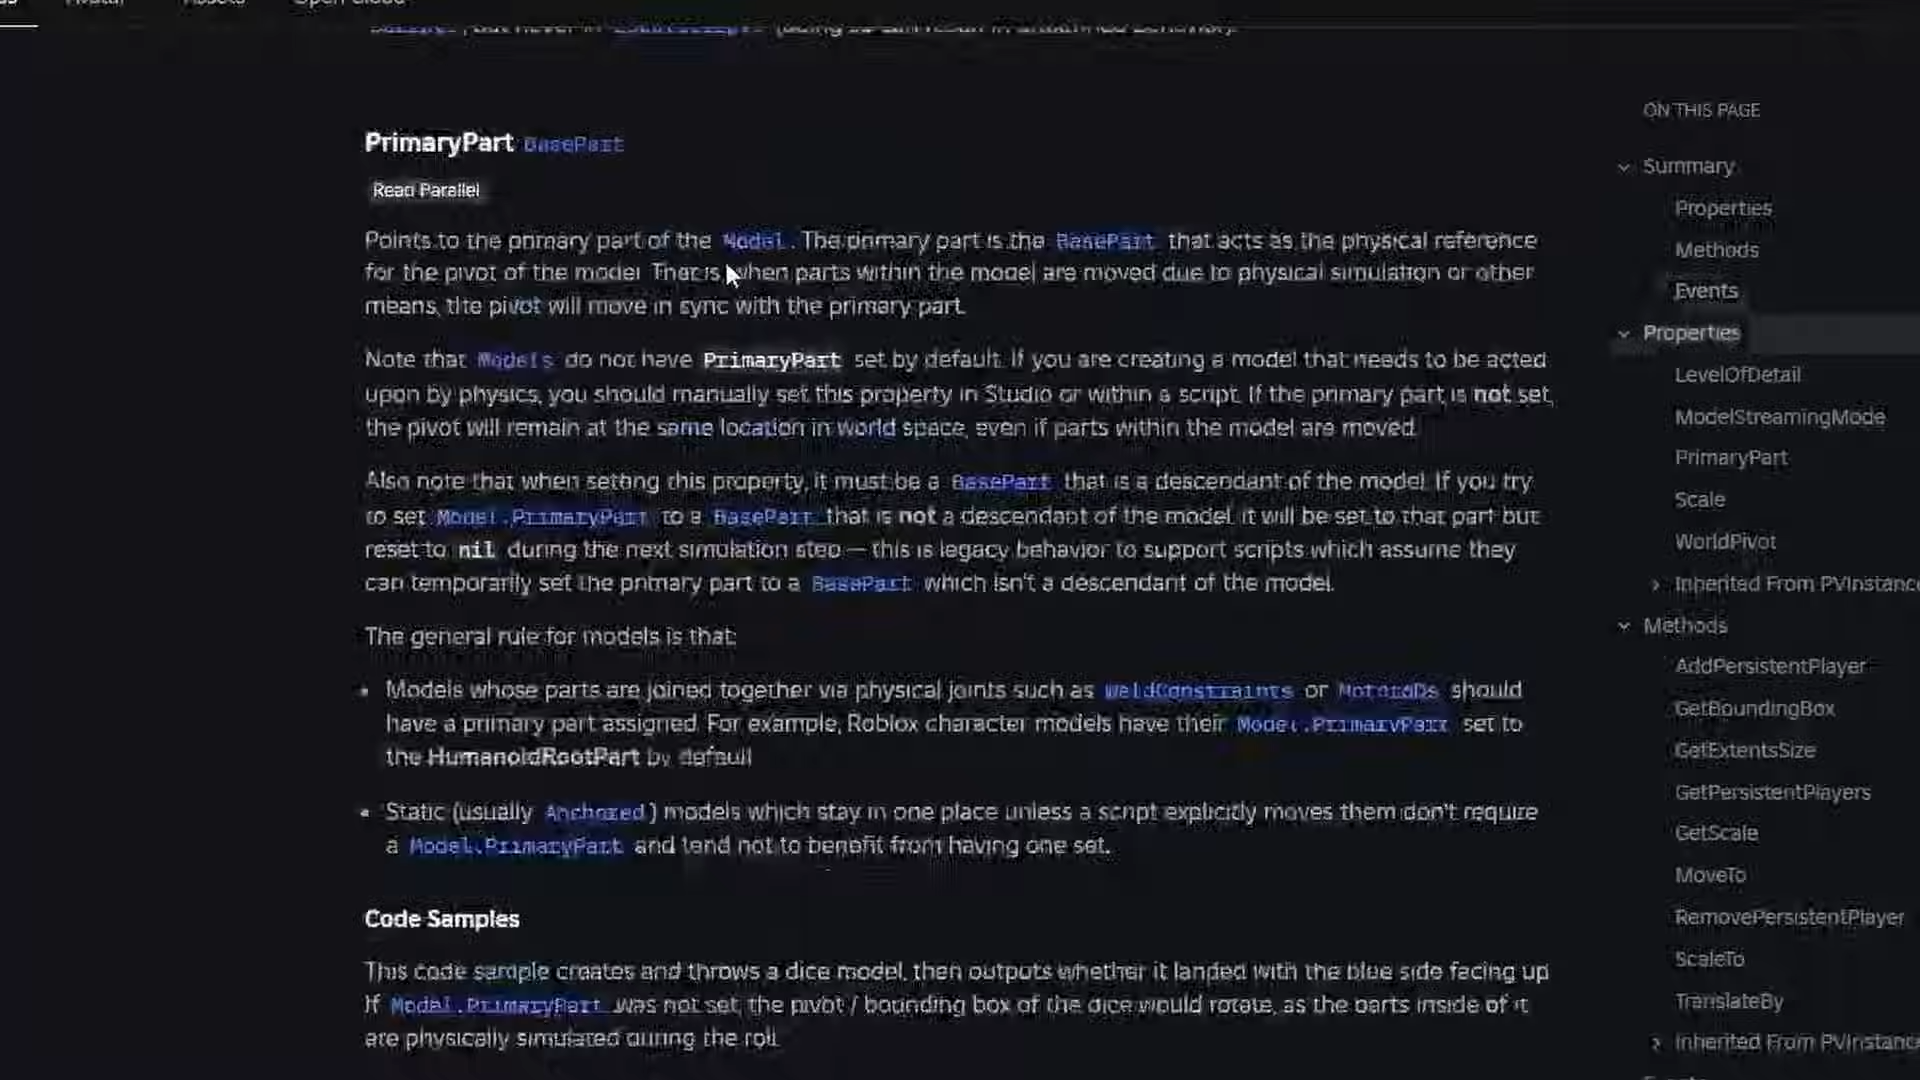 Avatar Assets Open Cloud
PrimaryPart BasePart
Read Parallel
Points to the primary part of the Model. The primary part is the BasePart that acts as the physical reference
for the pivot of the model. That is, when parts within the model are moved due to physical simulation or other
means, the pivot will move in sync with the primary part.
Note that Models do not have PrimaryPart set by default. If you are creating a model that needs to be acted
upon by physics, you should manually set this property in Studio or within a script. If the primary part is not set,
the pivot will remain at the same location in world space, even if parts within the model are moved.
Also note that when setting this property, it must be a BasePart that is a descendant of the model. If you try
to set Model.PrimaryPart to a BasePart that is not a descendant of the model, it will be set to that part but
reset to nil during the next simulation step — this is legacy behavior to support scripts which assume they
can temporarily set the primary part to a BasePart which isn't a descendant of the model.
The general rule for models is that:
• Models whose parts are joined together via physical joints such as WeldConstraints or Motor6Ds should
have a primary part assigned. For example, Roblox character models have their Model.PrimaryPart set to
the HumanoidRootPart by default.
• Static (usually Anchored) models which stay in one place unless a script explicitly moves them don't require
a Model.PrimaryPart and tend not to benefit from having one set.
Code Samples
This code sample creates and throws a dice model, then outputs whether it landed with the blue side facing up.
If Model.PrimaryPart was not set, the pivot / bounding box of the dice would rotate, as the parts inside of it
are physically simulated during the roll.
ON THIS PAGE
Summary
Properties
Methods
Events
Properties
LevelOfDetail
ModelStreamingMode
PrimaryPart
Scale
WorldPivot
Inherited From PVInstance
Methods
AddPersistentPlayer
GetBoundingBox
GetExtentsSize
GetPersistentPlayers
GetScale
MoveTo
RemovePersistentPlayer
ScaleTo
TranslateBy
Inherited From PVInstance